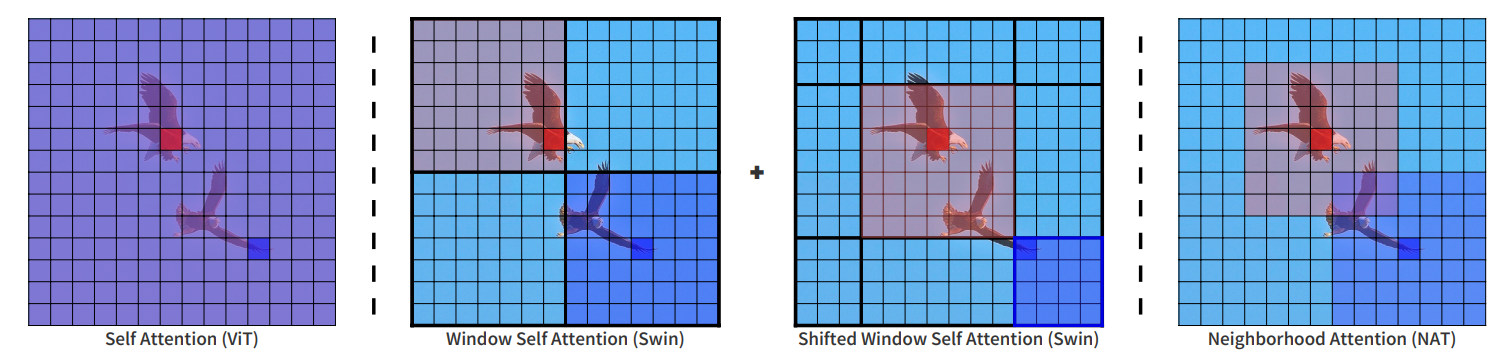 Self Attention (ViT)
Window Self Attention (Swin)
+
Shifted Window Self Attention (Swin)
Neighborhood Attention (NAT)